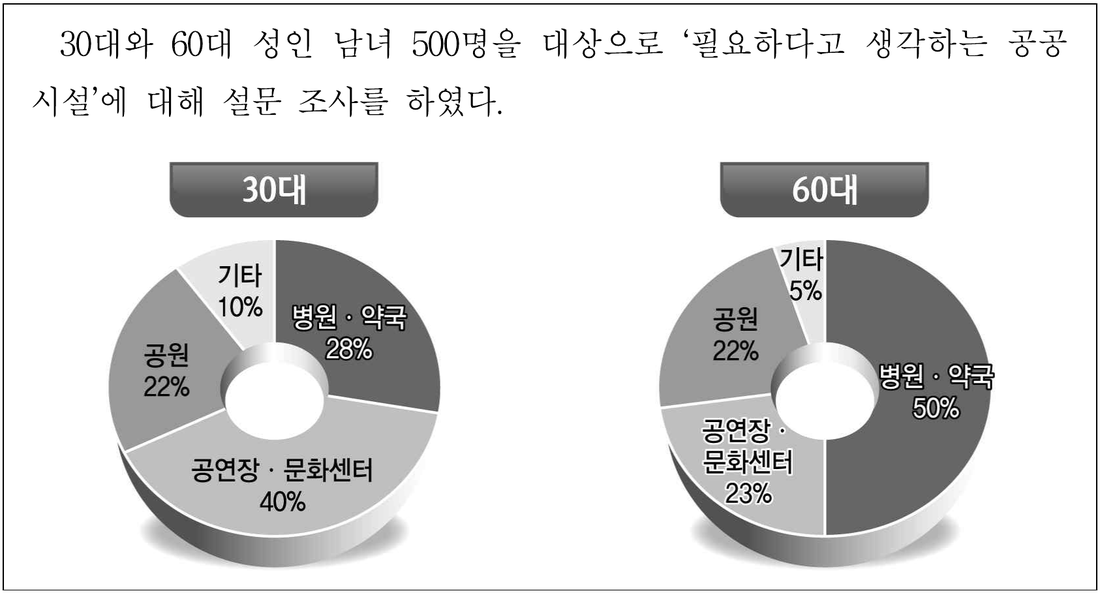 30대와 60대 성인 남녀 500명을 대상으로 ‘필요하다고 생각하는 공공
시설’에 대해 설문 조사를 하였다.
30대
기타
10%
병원 · 약국
28%
공원
22%
공연장 · 문화센터
40%
60대
기타
5%
공원
22%
병원 · 약국
50%
공연장 ·
문화센터
23%